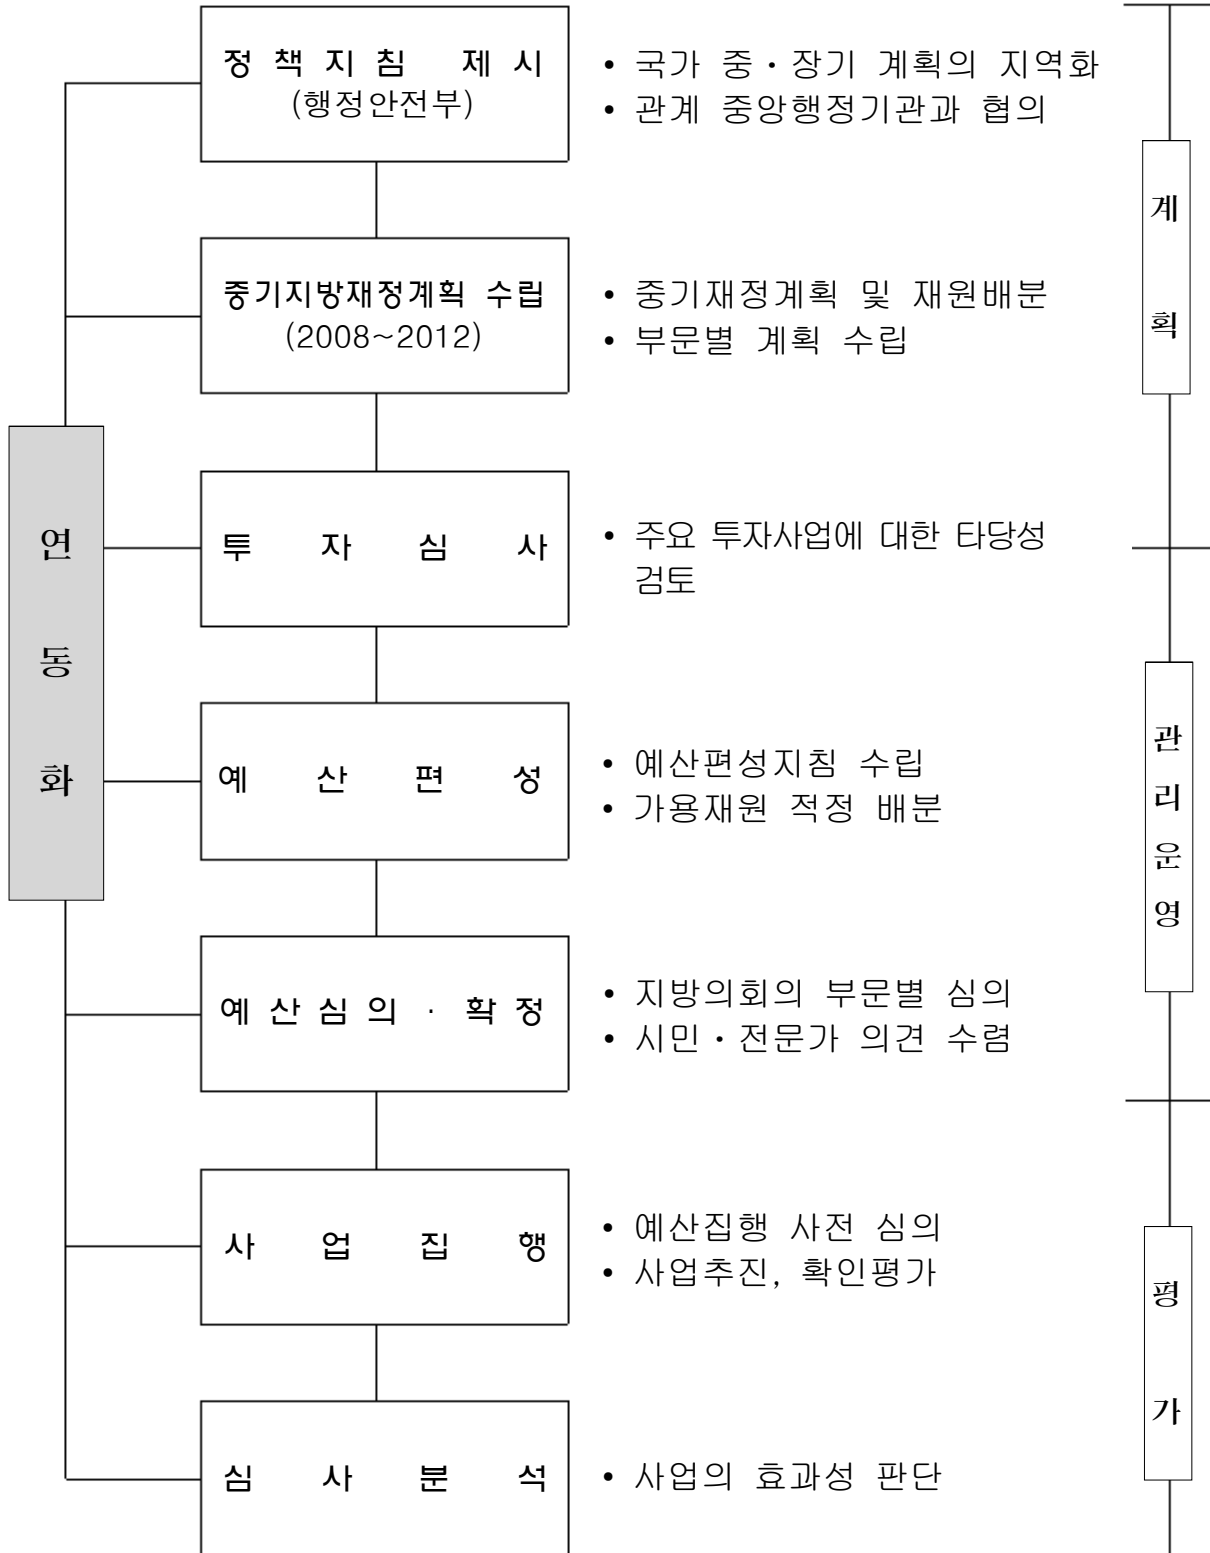 정책지침 제시
(행정안전부)
• 국가 중・장기 계획의 지역화
• 관계 중앙행정기관과 협의
중기지방재정계획 수립
(2008~2012)
• 중기재정계획 및 재원배분
• 부문별 계획 수립
계획
연동화
투자심사
• 주요 투자사업에 대한 타당성
검토
예산편성
• 예산편성지침 수립
• 가용재원 적정 배분
관리운영
예산심의 · 확정
• 지방의회의 부문별 심의
• 시민・전문가 의견 수렴
사업집행
• 예산집행 사전 심의
• 사업추진, 확인평가
평가
심사분석
• 사업의 효과성 판단